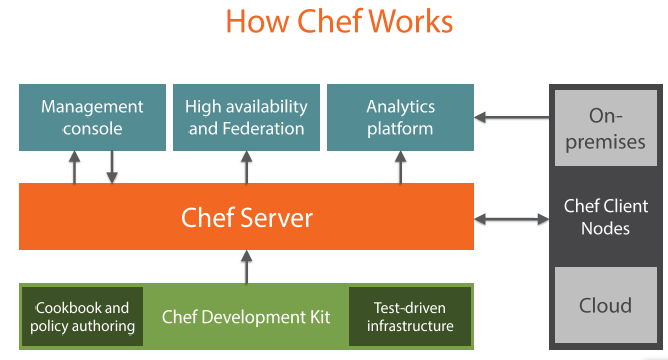 How Chef Works
Management
console
High availability
and Federation
Analytics
platform
On-
premises
Chef Server
Chef Client
Nodes
Cookbook and
policy authoring
Chef Development Kit
Test-driven
infrastructure
Cloud